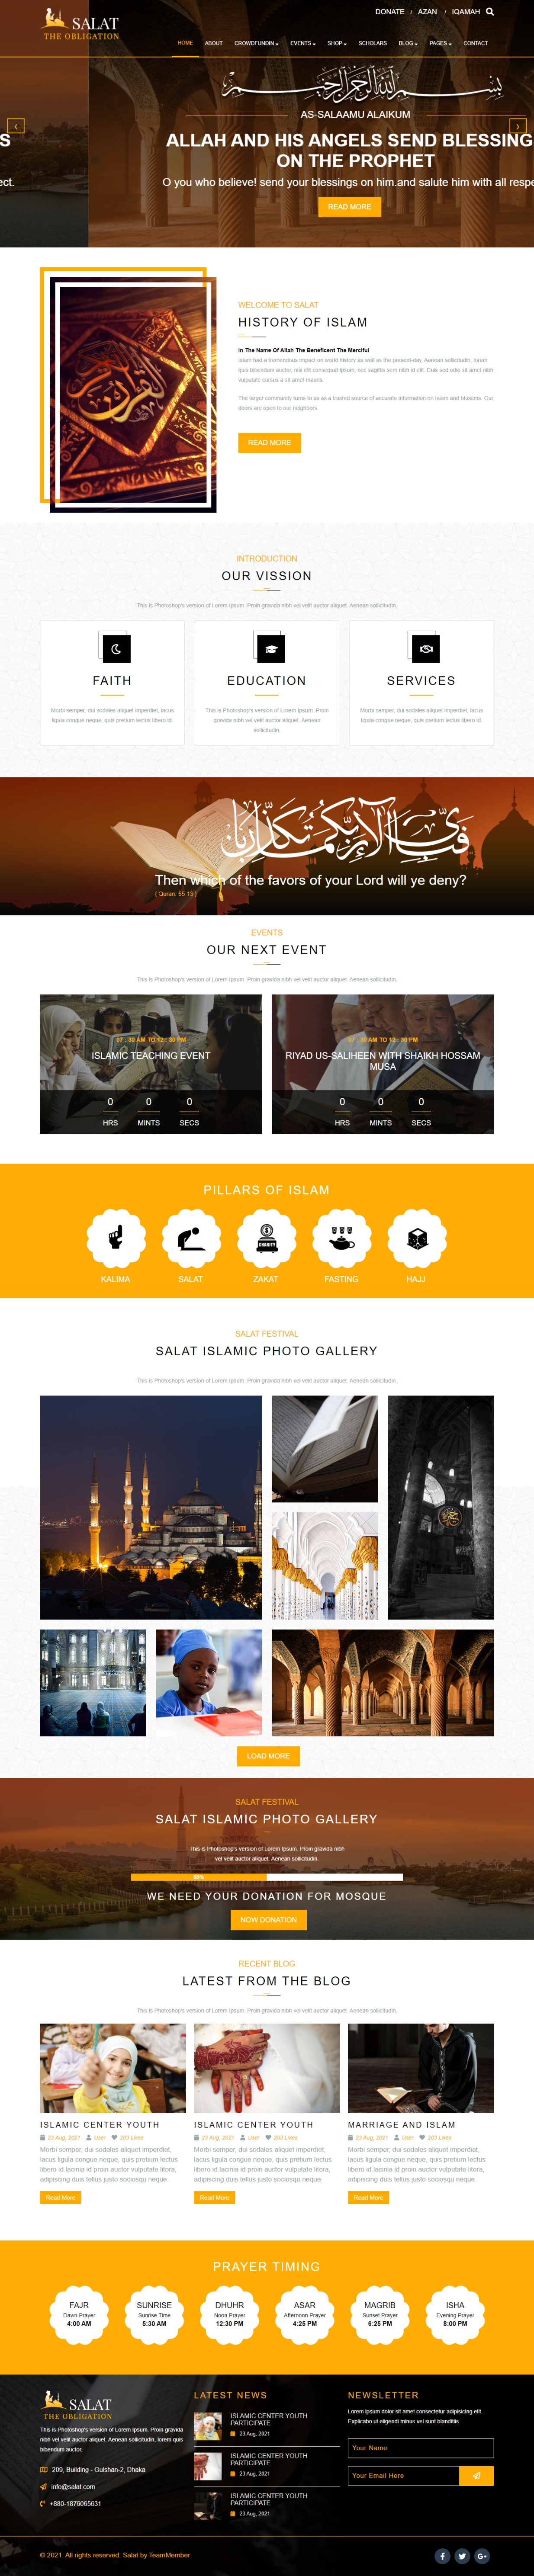 SALAT
THE OBLIGATION
DONATE / AZAN / IQAMAH
HOME ABOUT CROWDFUNDIN EVENTS SHOP SCHOLARS BLOG PAGES CONTACT
بسم الله الرحمن الرحيم
AS-SALAAMU ALAIKUM
S
ALLAH AND HIS ANGELS SEND BLESSING
ON THE PROPHET
ect.
O you who believe! send your blessings on him.and salute him with all respe
READ MORE
WELCOME TO SALAT
HISTORY OF ISLAM
In The Name Of Allah The Beneficent The Merciful
Islam had a tremendous impact on world history as well as the present-day. Aenean sollicitudin, lorem
quis bibendum auctor, nisi elit consequat ipsum, nec sagittis sem nibh id elit. Duis sed odio sit amet nibh
vulputate cursus a sit amet mauris.
The larger community turns to us as a trusted source of accurate information on Islam and Muslims. Our
doors are open to our neighbors.
READ MORE
INTRODUCTION
OUR VISSION
This is Photoshop's version of Lorem Ipsum. Proin gravida nibh vel velit auctor aliquet. Aenean sollicitudin.
FAITH
Morbi semper, dui sodales aliquet imperdiet, lacus
ligula congue neque, quis pretium lectus libero id.
EDUCATION
This is Photoshop's version of Lorem Ipsum. Proin
gravida nibh vel velit auctor aliquet. Aenean
sollicitudin.
SERVICES
Morbi semper, dui sodales aliquet imperdiet, lacus
ligula congue neque, quis pretium lectus libero id.
فبأي آلاء ربكما تكذبان
Then which of the favors of your Lord will ye deny?
[ Quran: 55:13 ]
EVENTS
OUR NEXT EVENT
This is Photoshop's version of Lorem Ipsum. Proin gravida nibh vel velit auctor aliquet. Aenean sollicitudin.
07 : 30 AM TO 12 : 30 PM
ISLAMIC TEACHING EVENT
0 0 0
HRS MINTS SECS
RIYAD US-SALIHEEN WITH SHAIKH HOSSAM
MUSA
0 0 0
HRS MINTS SECS
PILLARS OF ISLAM
CHARITY
KALIMA SALAT ZAKAT FASTING HAJJ
SALAT FESTIVAL
SALAT ISLAMIC PHOTO GALLERY
This is Photoshop's version of Lorem Ipsum. Proin gravida nibh vel velit auctor aliquet. Aenean sollicitudin.
LOAD MORE
SALAT FESTIVAL
SALAT ISLAMIC PHOTO GALLERY
This is Photoshop's version of Lorem Ipsum. Proin gravida nibh
vel velit auctor aliquet. Aenean sollicitudin.
50%
WE NEED YOUR DONATION FOR MOSQUE
NOW DONATION
RECENT BLOG
LATEST FROM THE BLOG
This is Photoshop's version of Lorem Ipsum. Proin gravida nibh vel velit auctor aliquet. Aenean sollicitudin.
ISLAMIC CENTER YOUTH
23 Aug, 2021 User 203 Likes
Morbi semper, dui sodales aliquet imperdiet,
lacus ligula congue neque, quis pretium lectus
libero id lacinia id proin auctor vulputate litora,
adipiscing duis tellus justo sociosqu neque.
Read More
ISLAMIC CENTER YOUTH
23 Aug, 2021 User 203 Likes
Morbi semper, dui sodales aliquet imperdiet,
lacus ligula congue neque, quis pretium lectus
libero id lacinia id proin auctor vulputate litora,
adipiscing duis tellus justo sociosqu neque.
Read More
MARRIAGE AND ISLAM
23 Aug, 2021 User 203 Likes
Morbi semper, dui sodales aliquet imperdiet,
lacus ligula congue neque, quis pretium lectus
libero id lacinia id proin auctor vulputate litora,
adipiscing duis tellus justo sociosqu neque.
Read More
PRAYER TIMING
FAJR
Dawn Prayer
4:00 AM
SUNRISE
Sunrise Time
5:30 AM
DHUHR
Noon Prayer
12:30 PM
ASAR
Afternoon Prayer
4:25 PM
MAGRIB
Sunset Prayer
6:25 PM
ISHA
Evening Prayer
8:00 PM
SALAT
THE OBLIGATION
This is Photoshop's version of Lorem Ipsum. Proin gravida
nibh vel velit auctor aliquet. Aenean sollicitudin, lorem quis
bibendum auctor,
209, Building - Gulshan-2, Dhaka
info@salat.com
+880-1876065631
LATEST NEWS
ISLAMIC CENTER YOUTH
PARTICIPATE
23 Aug, 2021
ISLAMIC CENTER YOUTH
PARTICIPATE
23 Aug, 2021
ISLAMIC CENTER YOUTH
PARTICIPATE
23 Aug, 2021
NEWSLETTER
Lorem ipsum dolor sit amet consectetur adipisicing elit.
Explicabo ut eligendi minus vel sunt blanditiis.
Your Name
Your Email Here
© 2021. All rights reserved. Salat by TeamMember